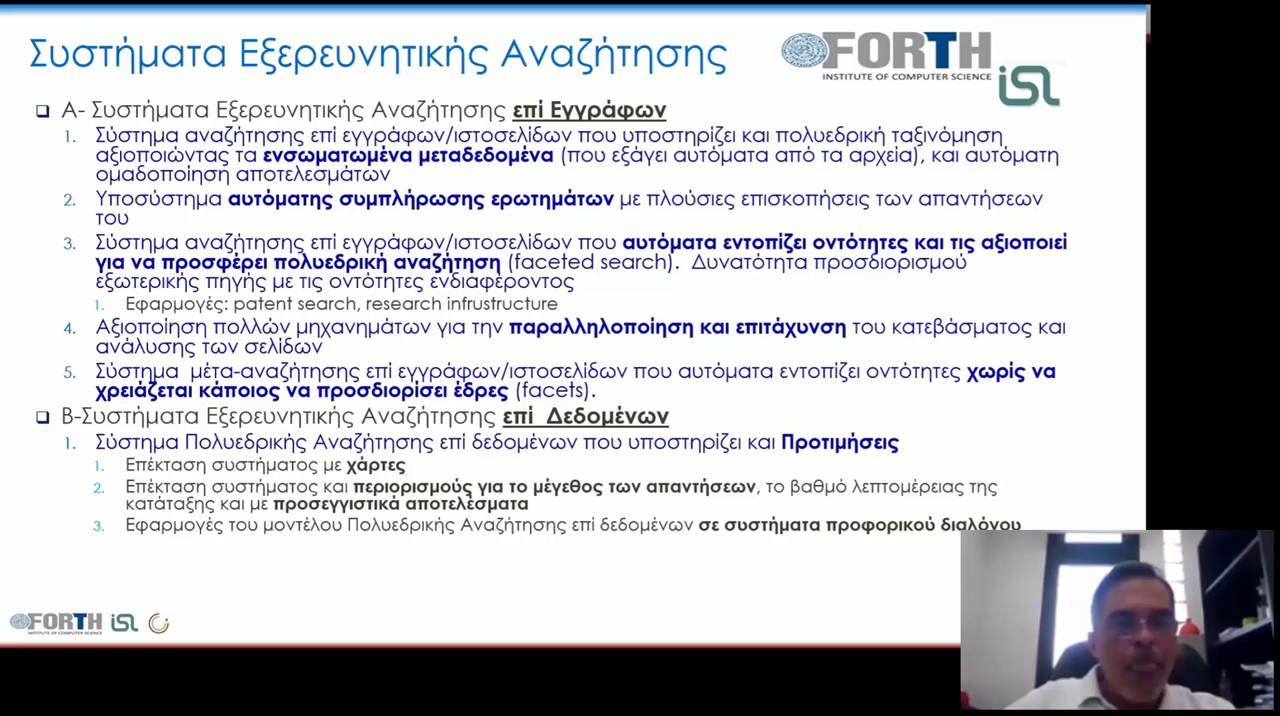 Συστήματα Εξερευνητικής Αναζήτησης
FORTH
INSTITUTE OF COMPUTER SCIENCE
isl
Α- Συστήματα Εξερευνητικής Αναζήτησης επί Εγγράφων
1. Σύστημα αναζήτησης επί εγγράφων/ιστοσελίδων που υποστηρίζει και πολυεδρική ταξινόμηση
αξιοποιώντας τα ενσωματωμένα μεταδεδομένα (που εξάγει αυτόματα από τα αρχεία), και αυτόματη
ομαδοποίηση αποτελεσμάτων
2. Υποσύστημα αυτόματης συμπλήρωσης ερωτημάτων με πλούσιες επισκοπήσεις των απαντήσεων
του
3. Σύστημα αναζήτησης επί εγγράφων/ιστοσελίδων που αυτόματα εντοπίζει οντότητες και τις αξιοποιεί
για να προσφέρει πολυεδρική αναζήτηση (faceted search). Δυνατότητα προσδιορισμού
εξωτερικής πηγής με τις οντότητες ενδιαφέροντος
1. Εφαρμογές: patent search, research infrustructure
4. Αξιοποίηση πολλών μηχανημάτων για την παραλληλοποίηση και επιτάχυνση του κατεβάσματος και
ανάλυσης των σελίδων
5. Σύστημα μέτα-αναζήτησης επί εγγράφων/ιστοσελίδων που αυτόματα εντοπίζει οντότητες χωρίς να
χρειάζεται κάποιος να προσδιορίσει έδρες (facets).
Β-Συστήματα Εξερευνητικής Αναζήτησης επί Δεδομένων
1. Σύστημα Πολυεδρικής Αναζήτησης επί δεδομένων που υποστηρίζει και Προτιμήσεις
1. Επέκταση συστήματος με χάρτες
2. Επέκταση συστήματος και περιορισμούς για το μέγεθος των απαντήσεων, το βαθμό λεπτομέρειας της
κατάταξης και με προσεγγιστικά αποτελέσματα
3. Εφαρμογές του μοντέλου Πολυεδρικής Αναζήτησης επί δεδομένων σε συστήματα προφορικού διαλόγου
FORTH
INSTITUTE OF COMPUTER SCIENCE
isl